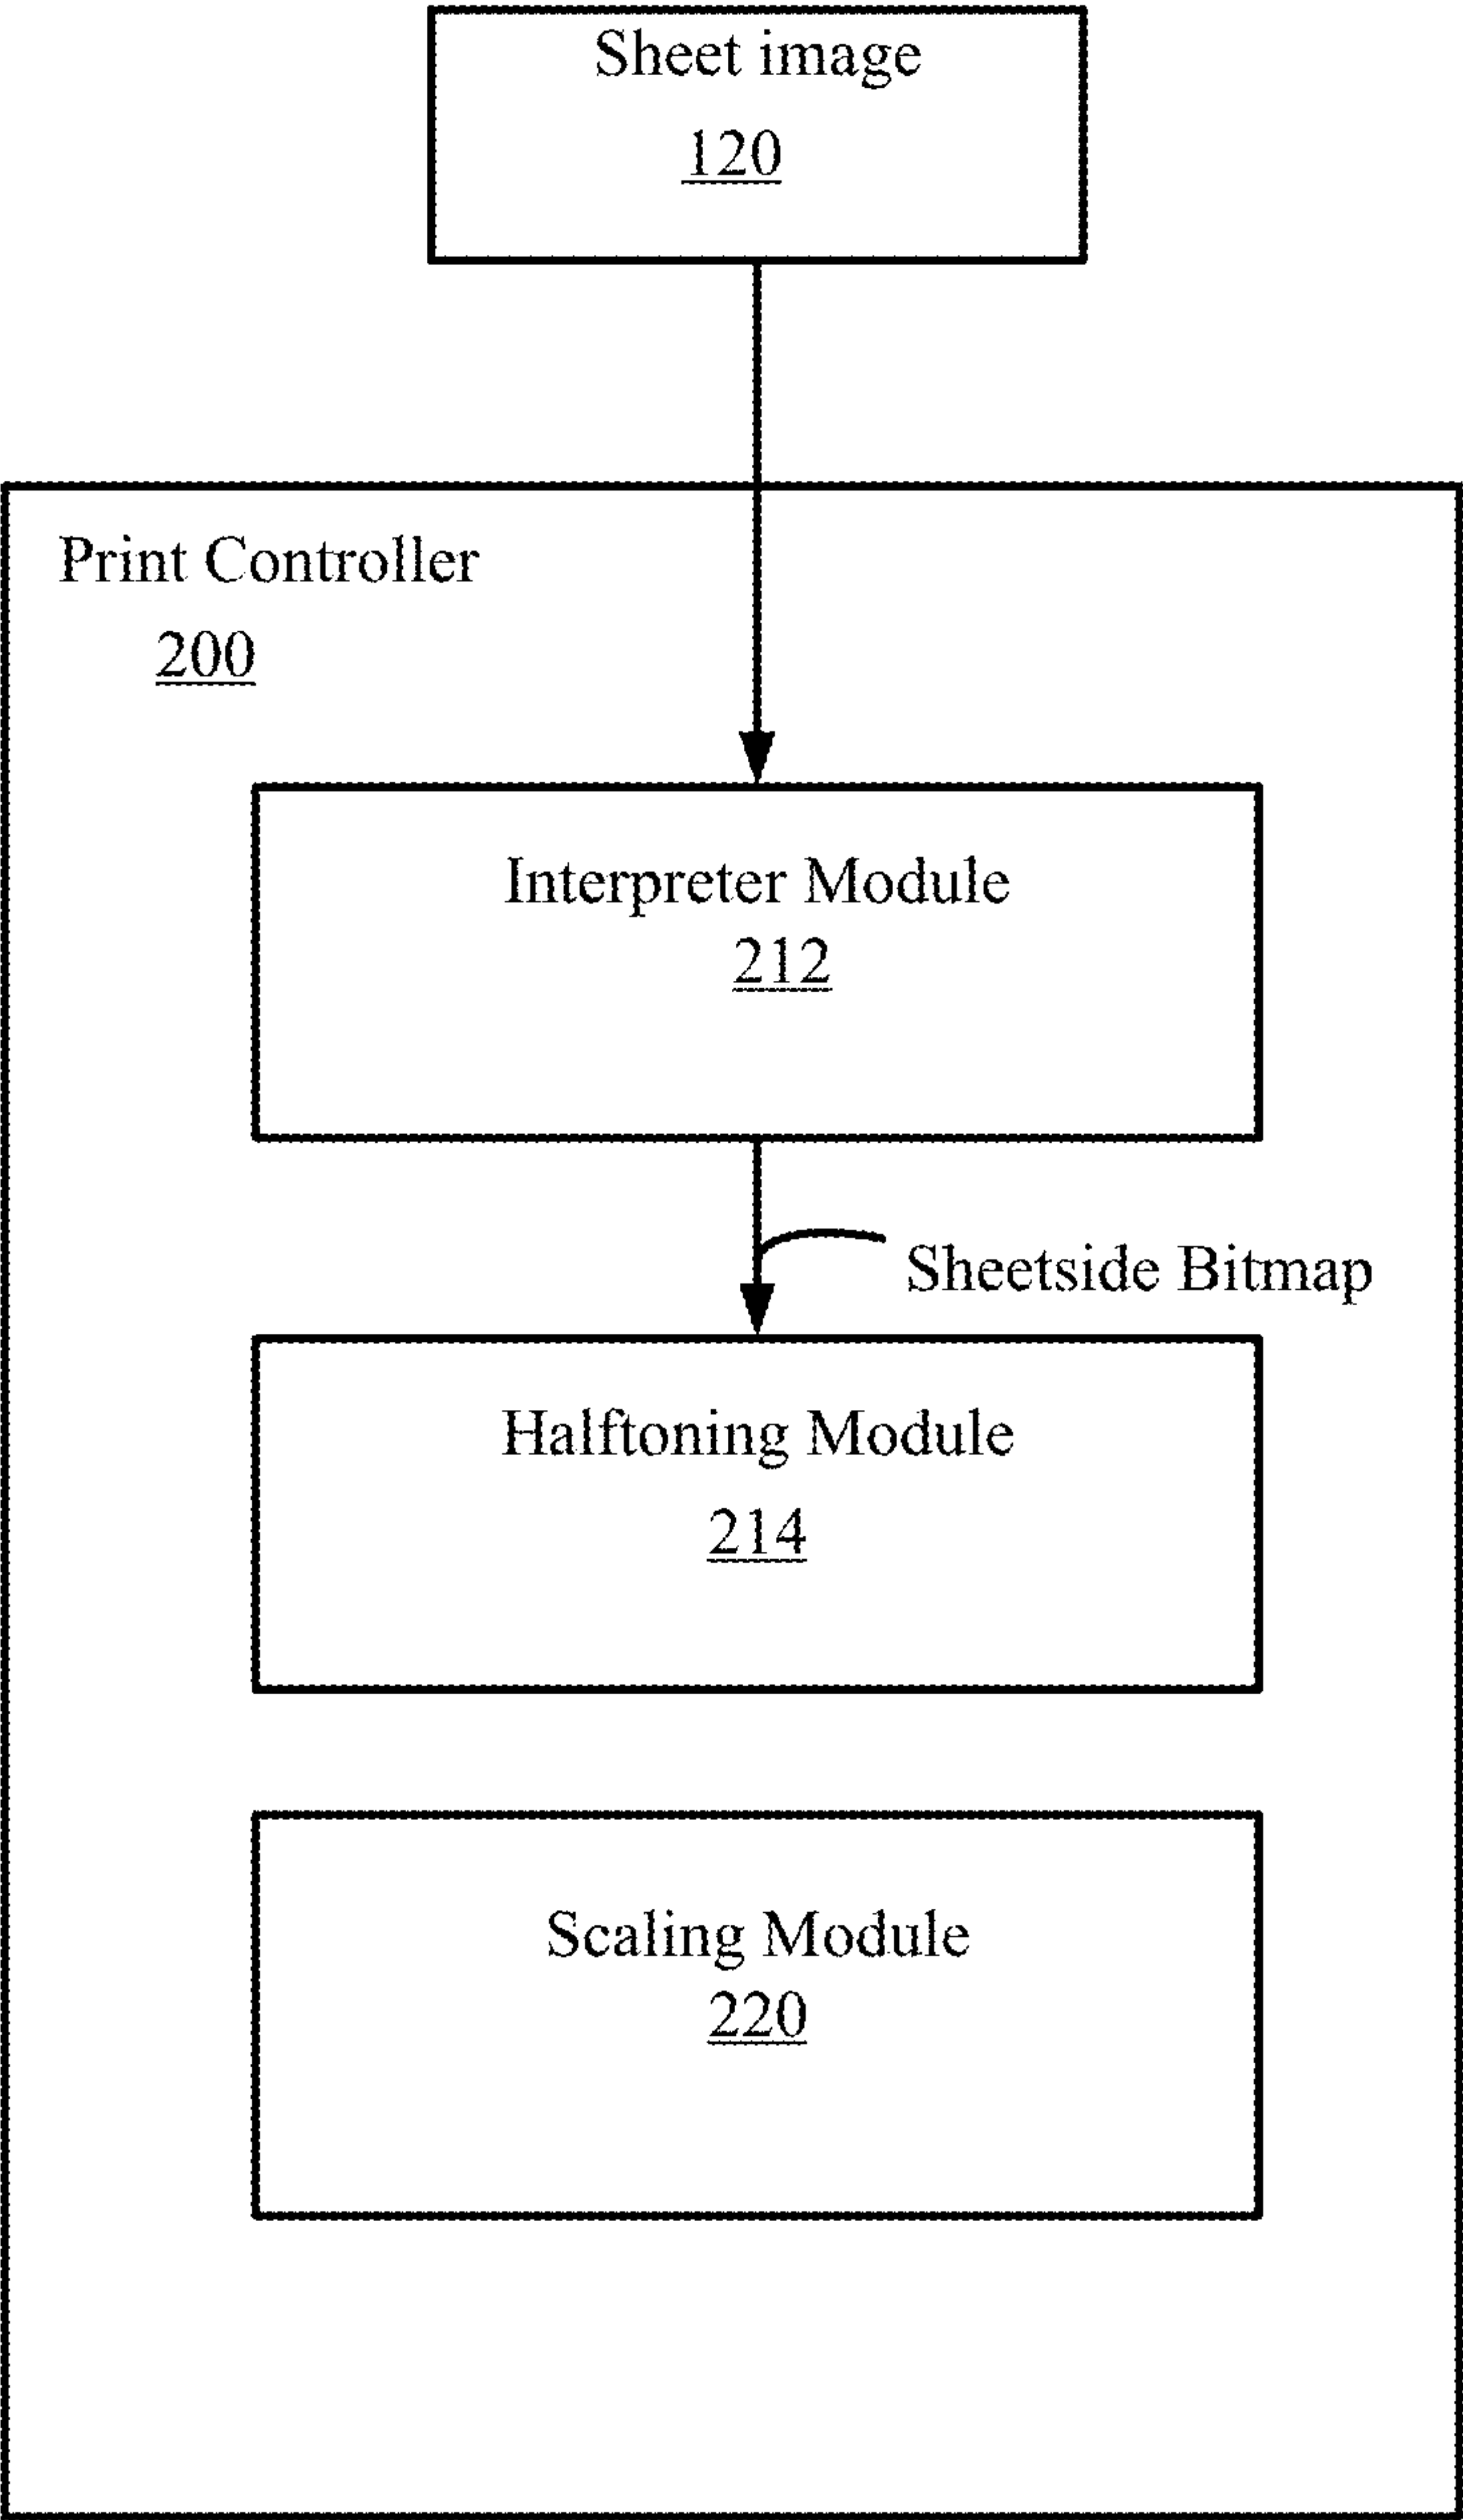 Sheet image
120
Print Controller
200
Interpreter Module
212
Sheetside Bitmap
Halftoning Module
214
Scaling Module
220